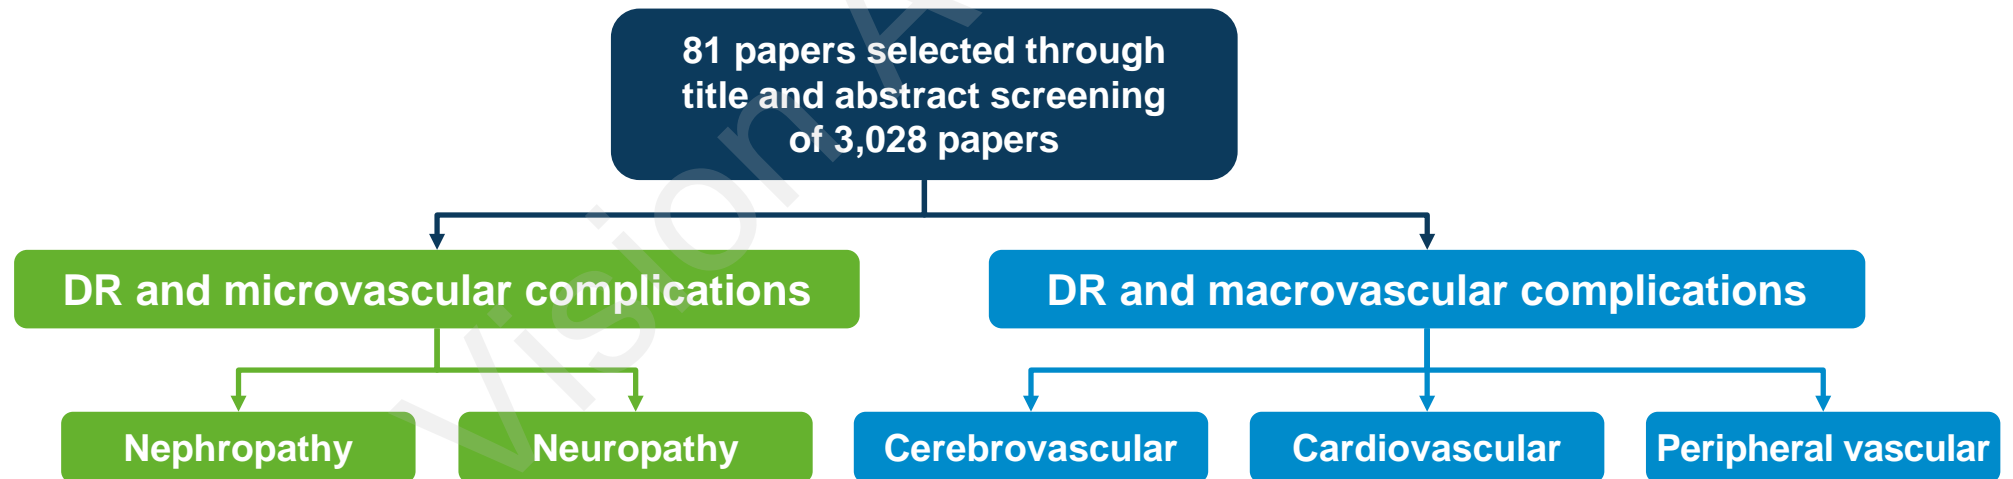 81 papers selected through
title and abstract screening
of 3,028 papers
DR and microvascular complications
DR and macrovascular complications
Nephropathy
Neuropathy
Cerebrovascular
Cardiovascular
Peripheral vascular
Vision A